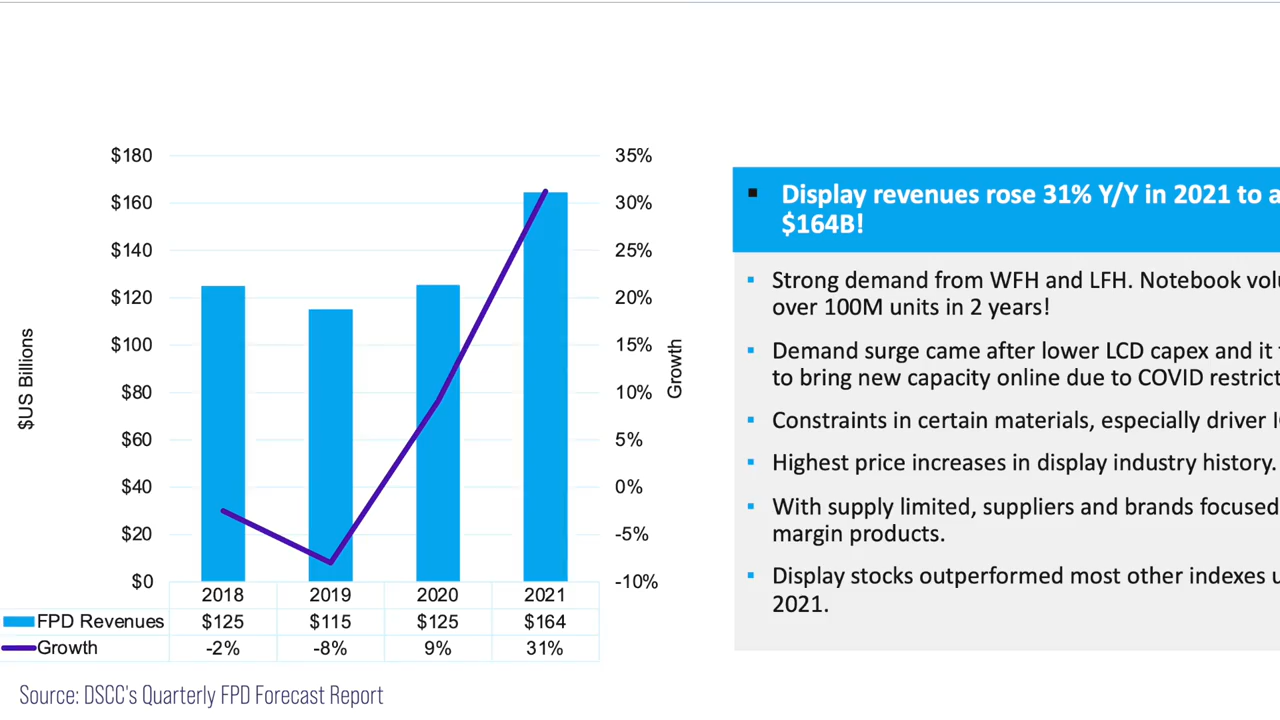 $180
$160
$140
$120
$100
$80
$60
$40
$20
$0
$US Billions
35%
30%
25%
20%
15%
10%
5%
0%
-5%
-10%
Growth
2018 2019 2020 2021
FPD Revenues $125 $115 $125 $164
Growth -2% -8% 9% 31%
Source: DSCC's Quarterly FPD Forecast Report
Display revenues rose 31% Y/Y in 2021 to a
$164B!
Strong demand from WFH and LFH. Notebook
over 100M units in 2 years!
Demand surge came after lower LCD capex and it
to bring new capacity online due to COVID
Constraints in certain materials, especially driver
Highest price increases in display industry history.
With supply limited, suppliers and brands focused
margin products.
Display stocks outperformed most other indexes
2021.